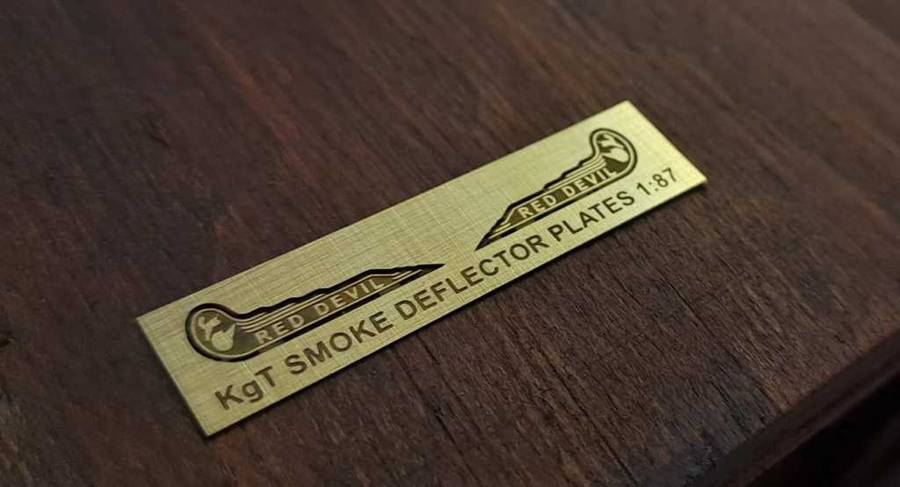 RED DEVIL
RED DEVIL
KgT SMOKE DEFLECTOR PLATES 1:87